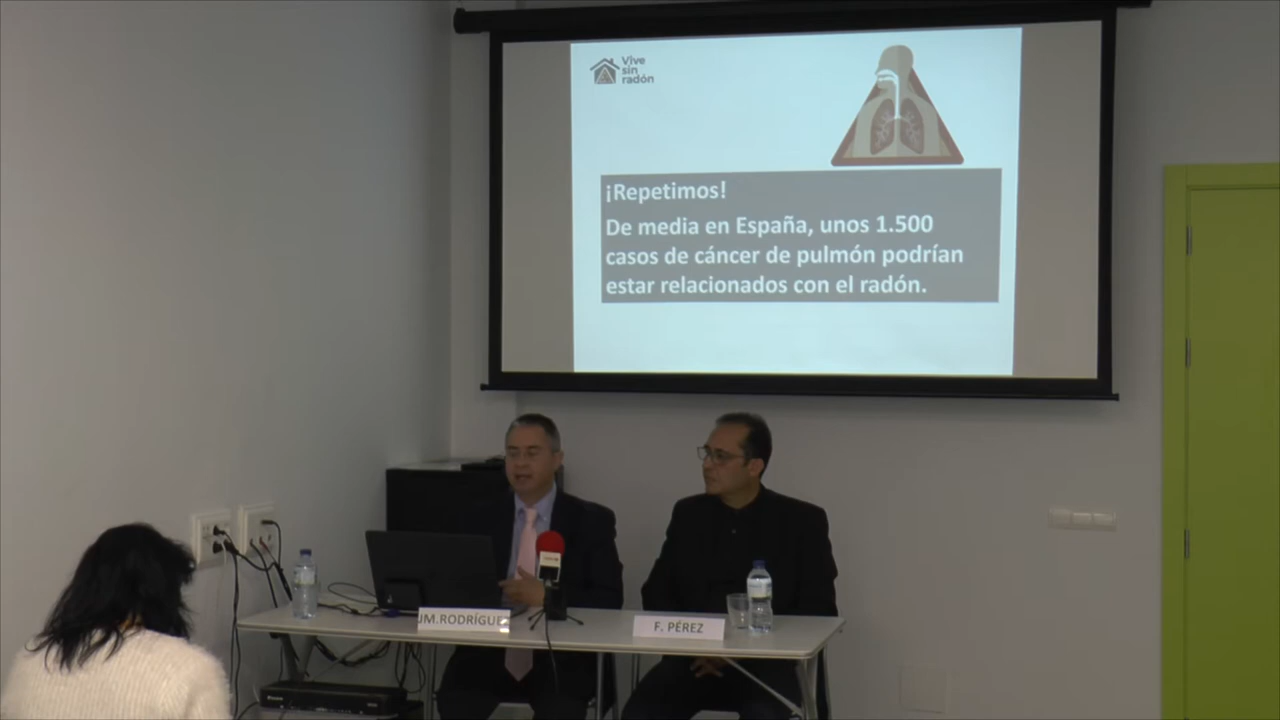 Vive
sin
radón
¡Repetimos!
De media en España, unos 1.500
casos de cáncer de pulmón podrían
estar relacionados con el radón.
JM.RODRÍGUEZ
F. PÉREZ